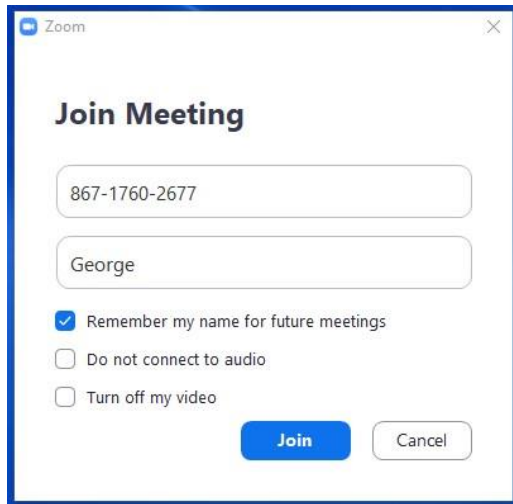 Zoom
Join Meeting
867-1760-2677
George
Remember my name for future meetings
Do not connect to audio
Turn off my video
Join Cancel